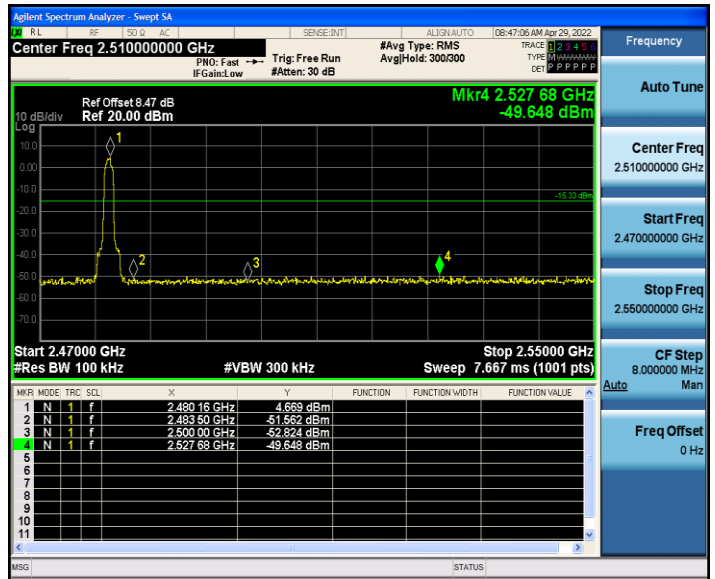 Agilent Spectrum Analyzer - Swept SA
RL RF 50 Ω AC SENSE:INT ALIGN AUTO 08:47:06 AM Apr 29, 2022
Center Freq 2.510000000 GHz #Avg Type: RMS TRACE 1 2 3 4 5 6
PNO: Fast Trig: Free Run Avg|Hold: 300/300 TYPE M
IFGain:Low #Atten: 30 dB DET P P P P P P
Mkr4 2.527 68 GHz
Ref Offset 8.47 dB
10 dB/div Ref 20.00 dBm -49.648 dBm
Log
10.0
0.00
-10.0
-15.33 dBm
-20.0
-30.0
-40.0
-50.0
-60.0
-70.0
1
2
3
4
Start 2.47000 GHz Stop 2.55000 GHz
#Res BW 100 kHz #VBW 300 kHz Sweep 7.667 ms (1001 pts)
MKR MODE TRC SCL X Y FUNCTION FUNCTION WIDTH FUNCTION VALUE
1 N 1 f 2.480 16 GHz 4.669 dBm
2 N 1 f 2.483 50 GHz -51.562 dBm
3 N 1 f 2.500 00 GHz -52.824 dBm
4 N 1 f 2.527 68 GHz -49.648 dBm
5
6
7
8
9
10
11
MSG STATUS
Frequency
Auto Tune
Center Freq
2.510000000 GHz
Start Freq
2.470000000 GHz
Stop Freq
2.550000000 GHz
CF Step
8.000000 MHz
Auto Man
Freq Offset
0 Hz